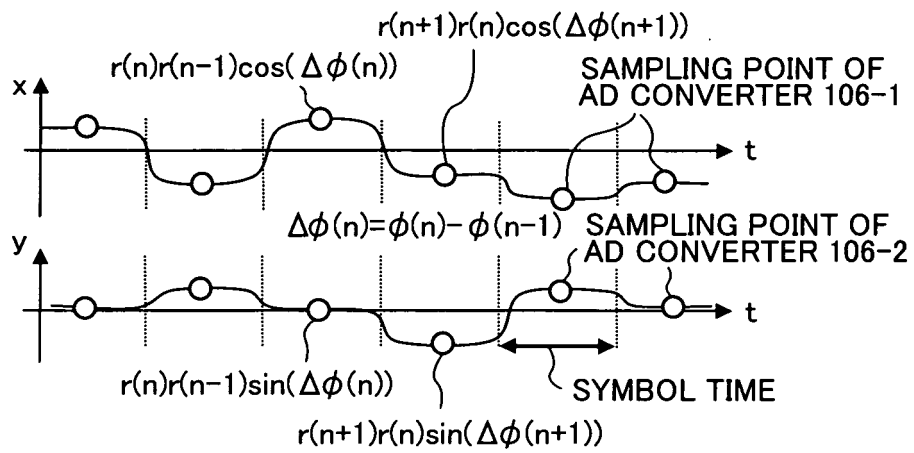 r(n+1)r(n)cos(Δϕ(n+1))
r(n)r(n-1)cos(Δϕ(n))
SAMPLING POINT OF
AD CONVERTER 106-1
x
t
Δϕ(n)=ϕ(n)-ϕ(n-1)
SAMPLING POINT OF
AD CONVERTER 106-2
y
t
r(n)r(n-1)sin(Δϕ(n))
SYMBOL TIME
r(n+1)r(n)sin(Δϕ(n+1))